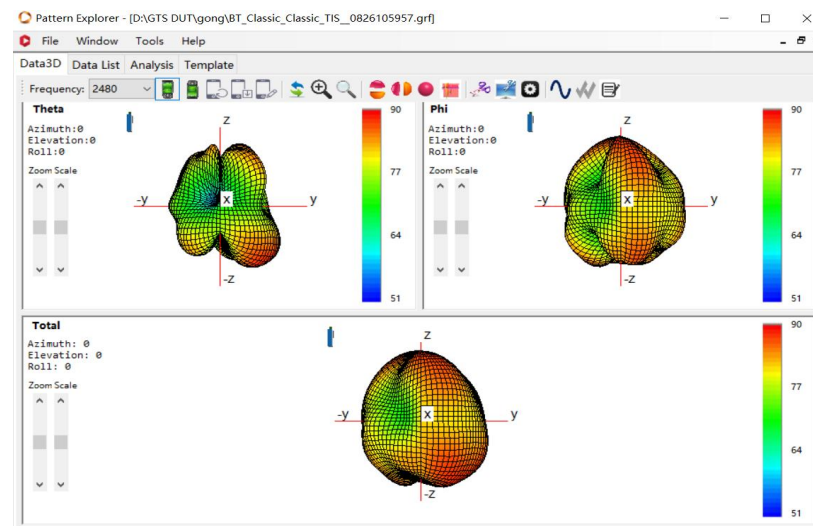 Pattern Explorer - [D:\GTS DUT\gong\BT_Classic_Classic_TIS__0826105957.grf]
File Window Tools Help
Data3D Data List Analysis Template
Frequency: 2480
Theta
Azimuth:0
Elevation:0
Roll:0
Zoom Scale
z
-y
x
y
-z
90
77
64
51
Phi
Azimuth:0
Elevation:0
Roll:0
Zoom Scale
z
-y
x
y
-z
90
77
64
51
Total
Azimuth: 0
Elevation: 0
Roll: 0
Zoom Scale
z
-y
x
y
-z
90
77
64
51